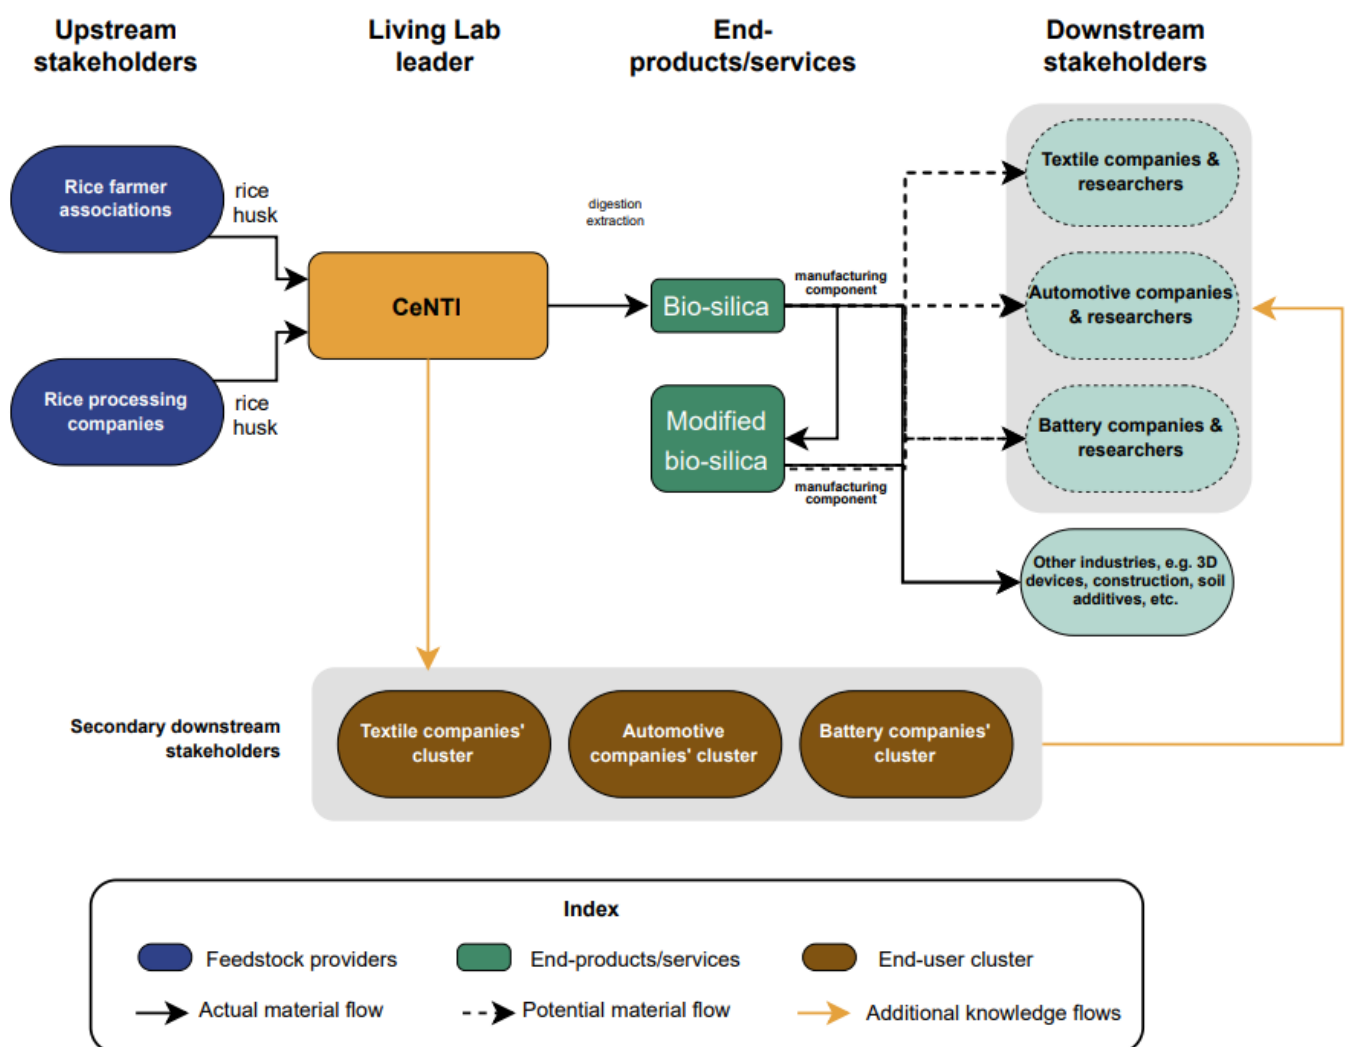 Upstream
stakeholders
Living Lab
leader
End-
products/services
Downstream
stakeholders
Rice farmer
associations
rice
husk
Rice processing
companies
rice
husk
CeNTI
digestion
extraction
Bio-silica
Modified
bio-silica
manufacturing
component
manufacturing
component
Textile companies &
researchers
Automotive companies
& researchers
Battery companies &
researchers
Other industries, e.g. 3D
devices, construction, soil
additives, etc.
Secondary downstream
stakeholders
Textile companies'
cluster
Automotive
companies' cluster
Battery companies'
cluster
Index
Feedstock providers
End-products/services
End-user cluster
Actual material flow
Potential material flow
Additional knowledge flows